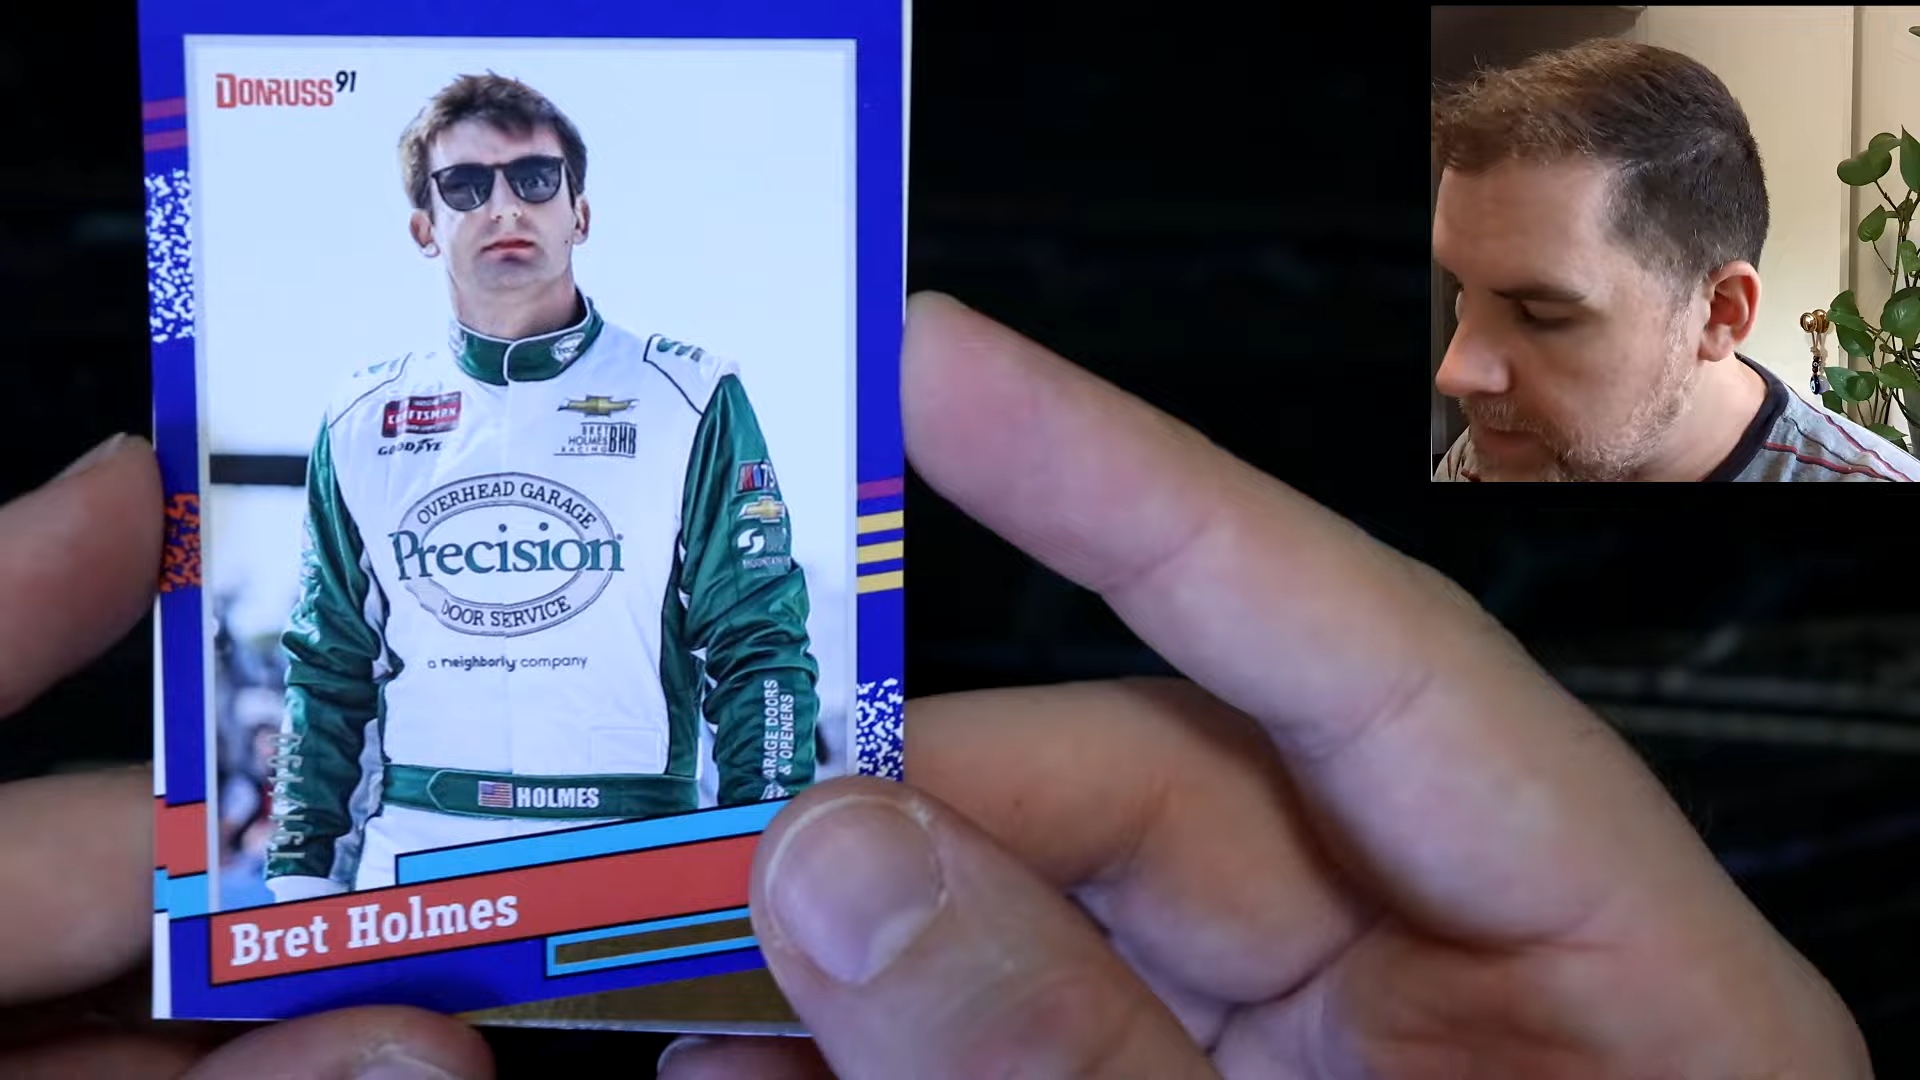 DONRUSS 91
CRAFTSMAN
GOODYE
BRET
HOLMES BHR
RACING
OVERHEAD GARAGE
Precision
DOOR SERVICE
a neighborly company
GARAGE DOORS
& OPENERS
HOLMES
Bret Holmes